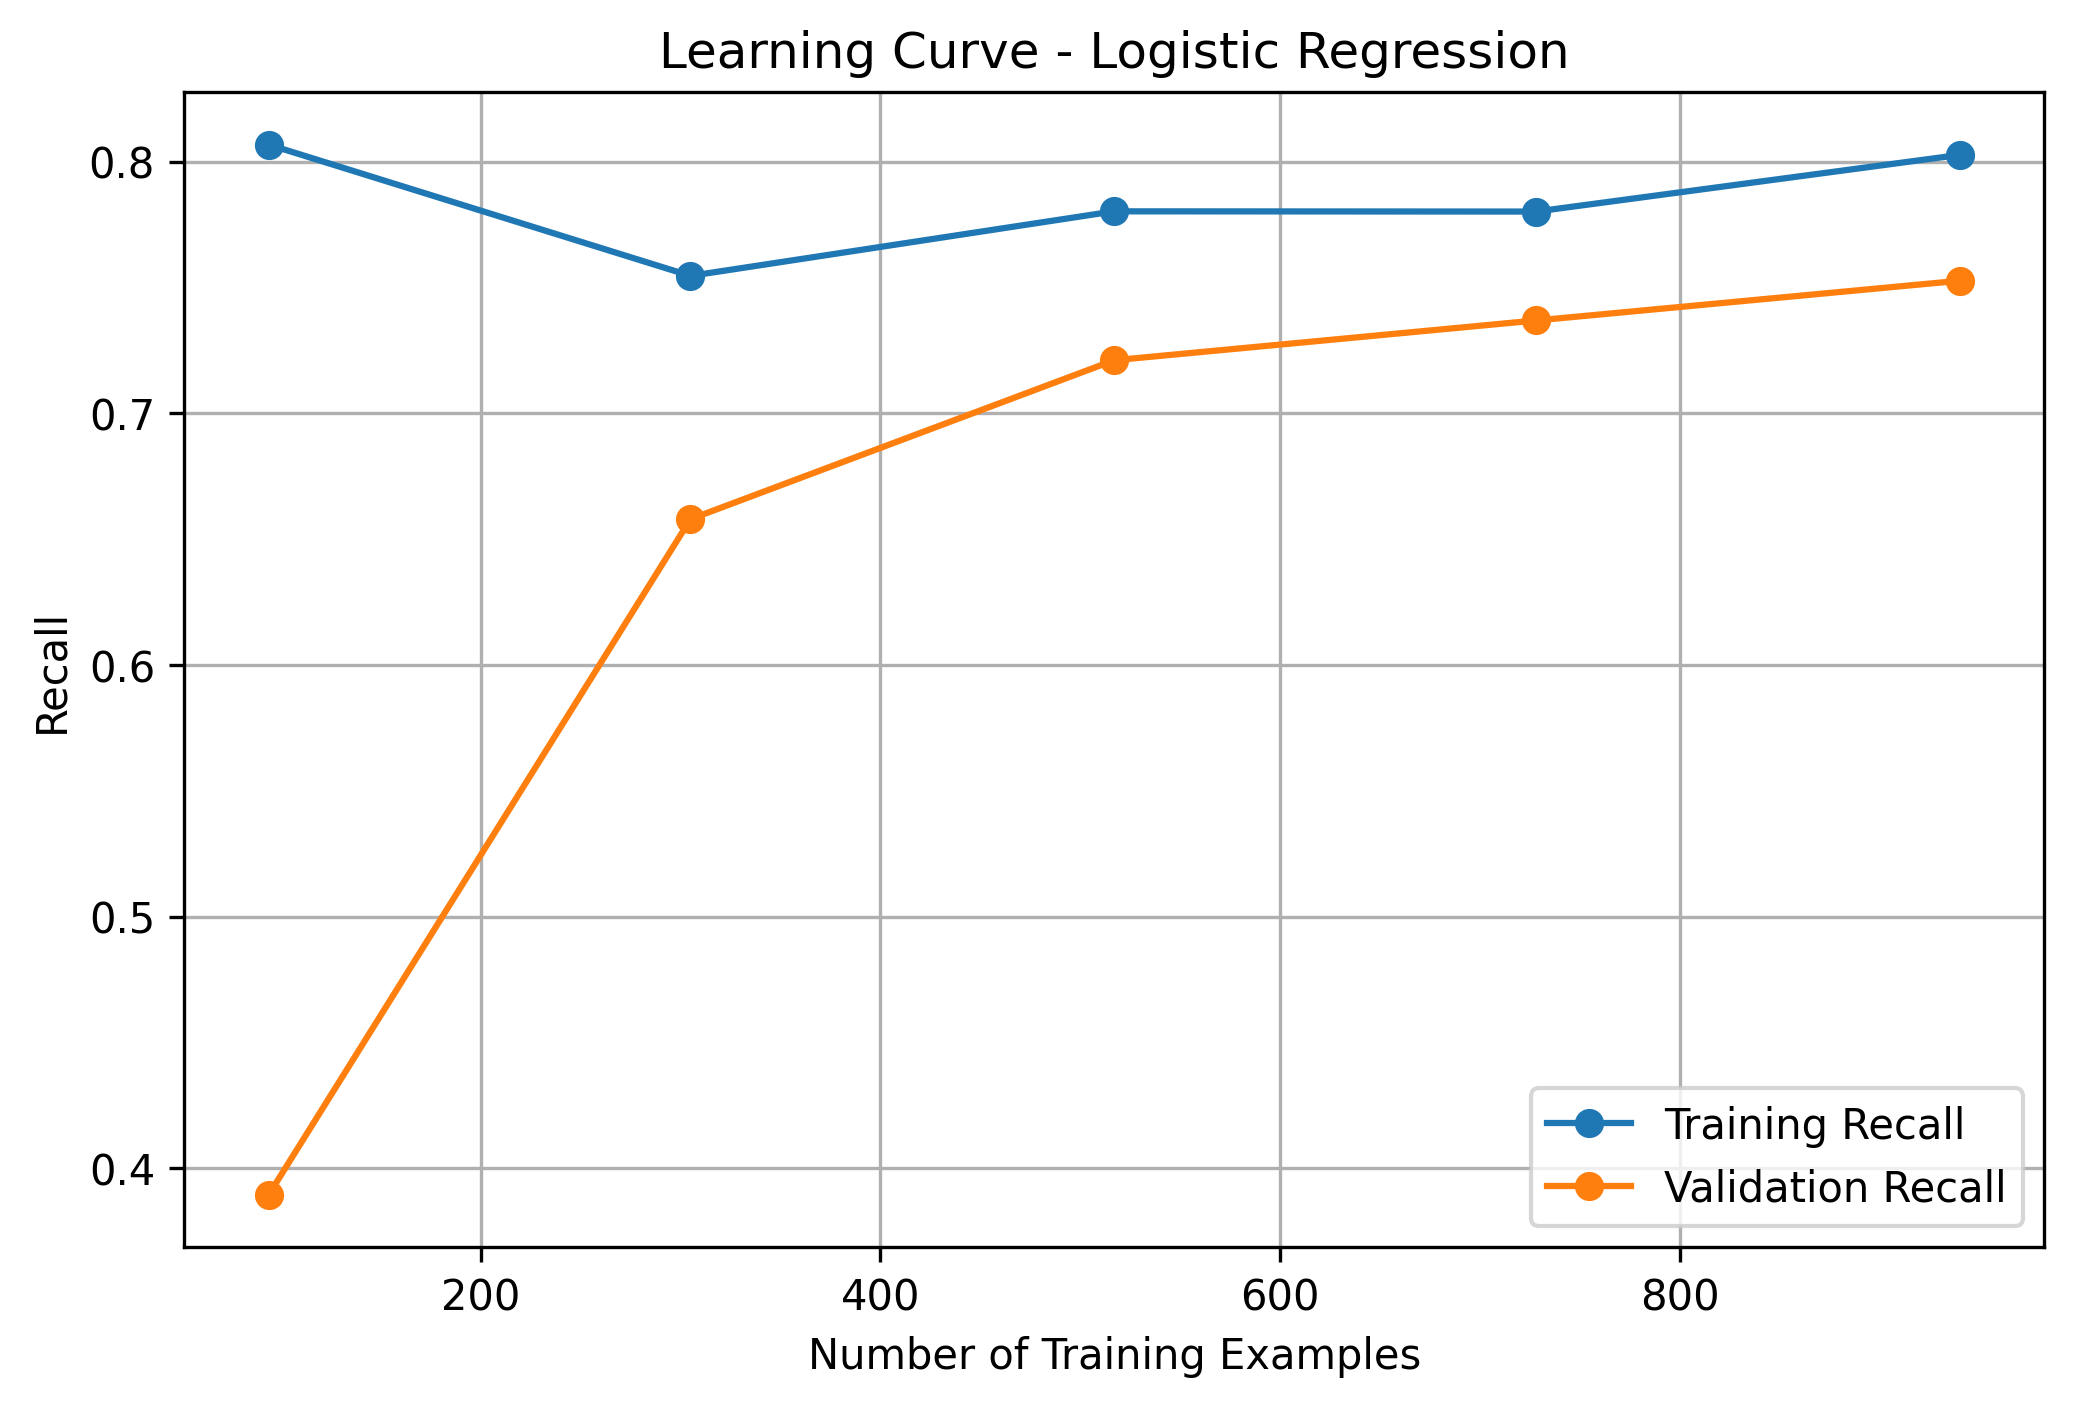 Learning Curve - Logistic Regression
0.8
0.7
0.6
0.5
0.4
Recall
200 400 600 800
Number of Training Examples
Training Recall
Validation Recall